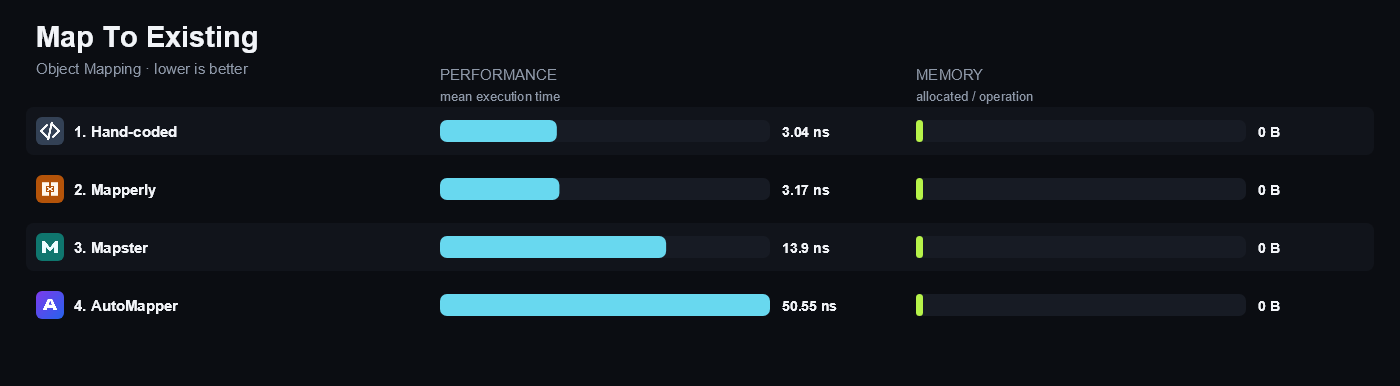 Map To Existing
Object Mapping · lower is better
PERFORMANCE
mean execution time
MEMORY
allocated / operation
1. Hand-coded 3.04 ns 0 B
2. Mapperly 3.17 ns 0 B
3. Mapster 13.9 ns 0 B
4. AutoMapper 50.55 ns 0 B